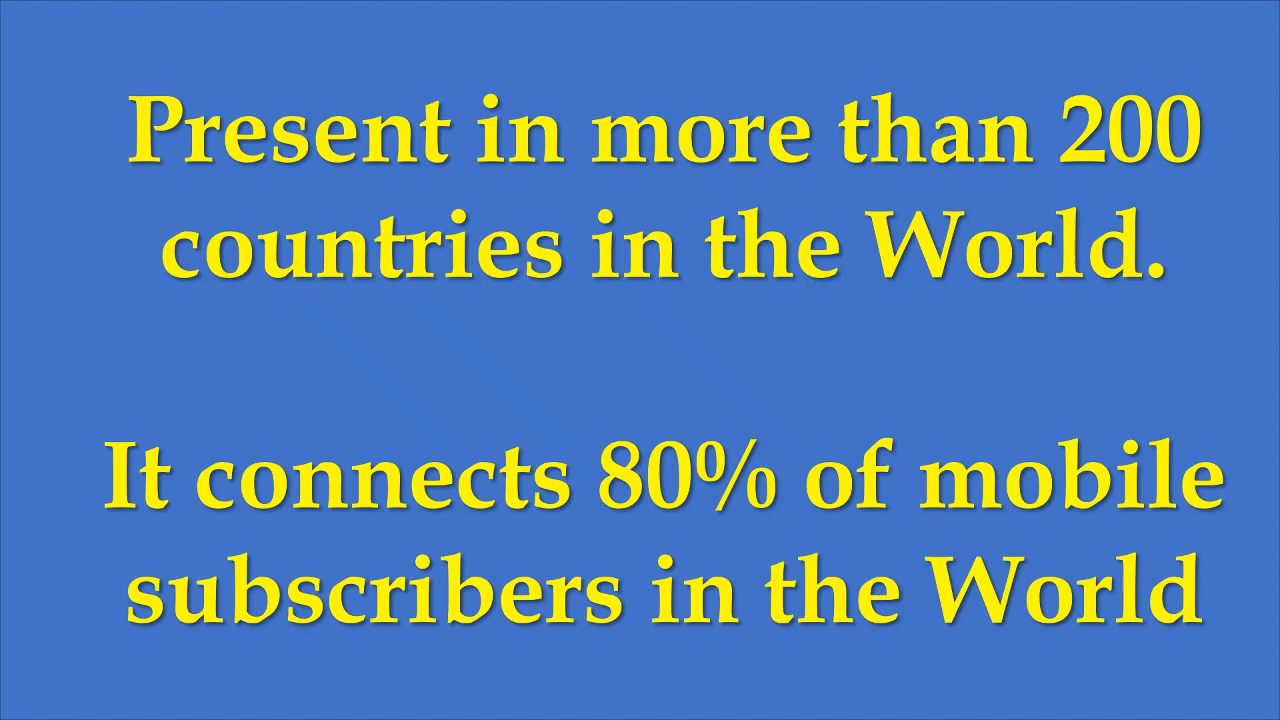 Present in more than 200
countries in the World.
It connects 80% of mobile
subscribers in the World